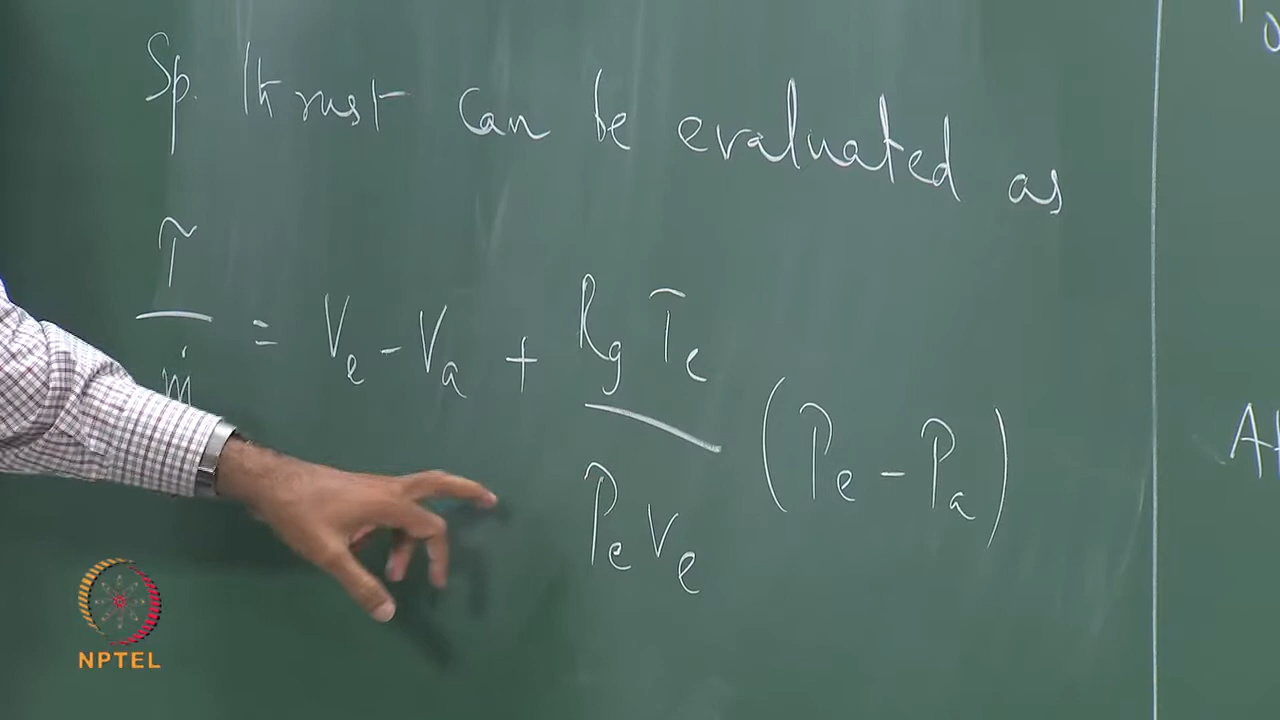 Sp. Thrust can be evaluated as
T̃ / ṁ = Ve - Va + Rg Te / Pe Ve (Pe - Pa)
NPTEL